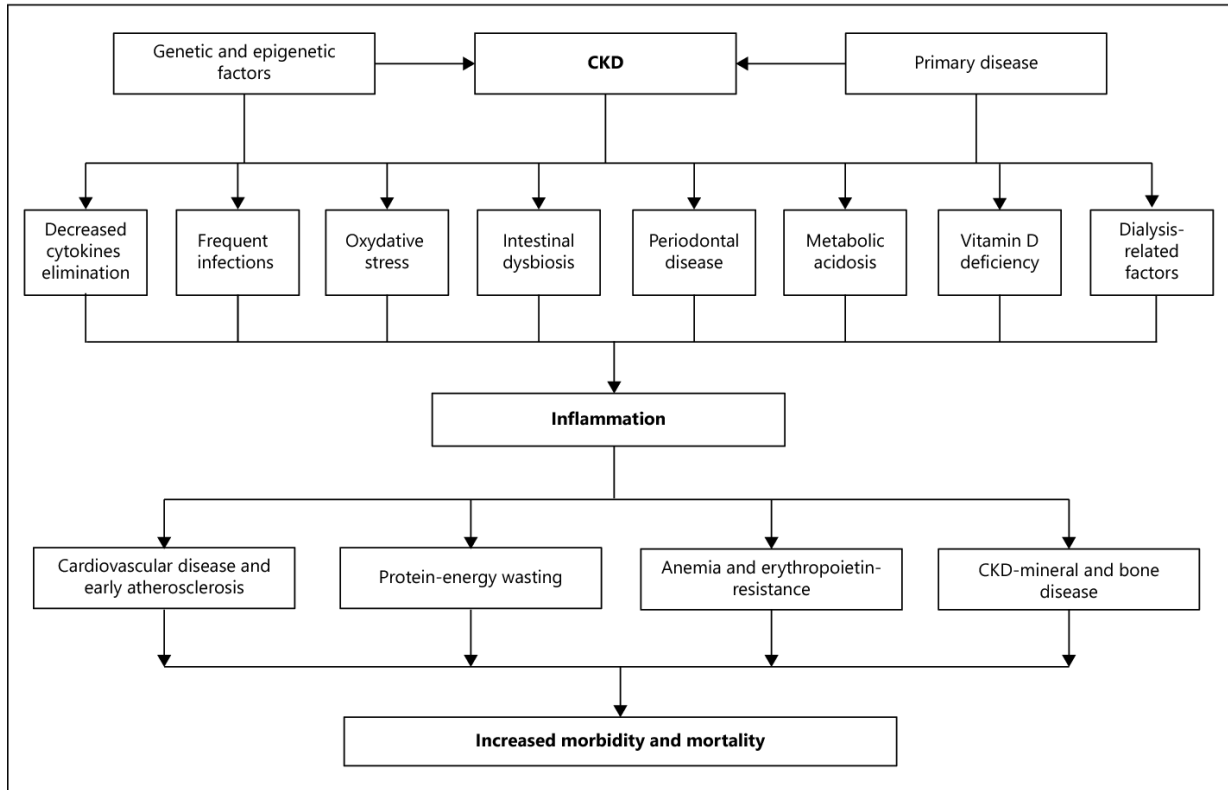 Genetic and epigenetic
factors
CKD
Primary disease
Decreased
cytokines
elimination
Frequent
infections
Oxydative
stress
Intestinal
dysbiosis
Periodontal
disease
Metabolic
acidosis
Vitamin D
deficiency
Dialysis-
related
factors
Inflammation
Cardiovascular disease and
early atherosclerosis
Protein-energy wasting
Anemia and erythropoietin-
resistance
CKD-mineral and bone
disease
Increased morbidity and mortality